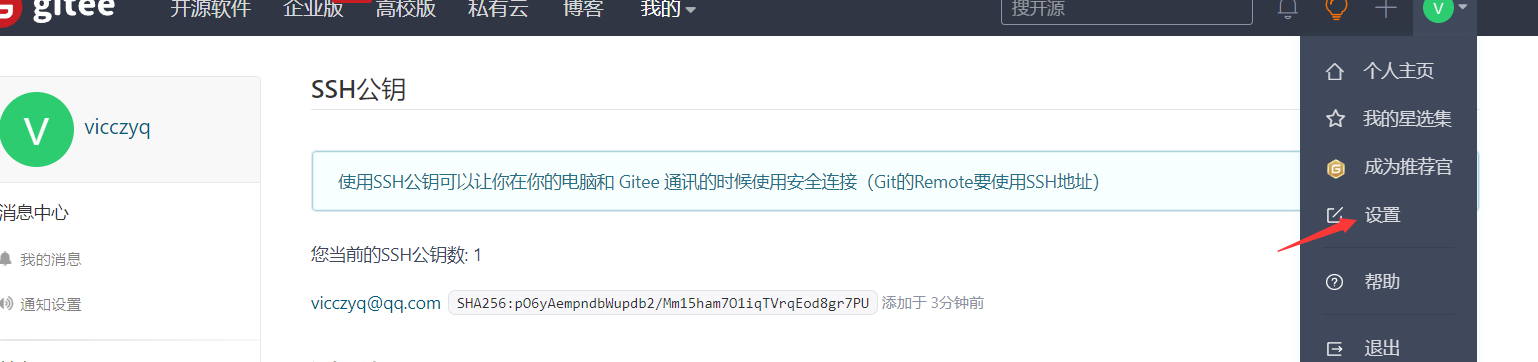 gitee 开源软件 企业版 高校版 私有云 博客 我的 搜开源 V
个人主页
我的星选集
成为推荐官
设置
帮助
退出
V vicczyq
消息中心
我的消息
通知设置
SSH公钥
使用SSH公钥可以让你在你的电脑和 Gitee 通讯的时候使用安全连接（Git的Remote要使用SSH地址）
您当前的SSH公钥数: 1
vicczyq@qq.com SHA256:pO6yAempndbWupdb2/Mm15ham7O1iqTVrqEod8gr7PU 添加于 3分钟前